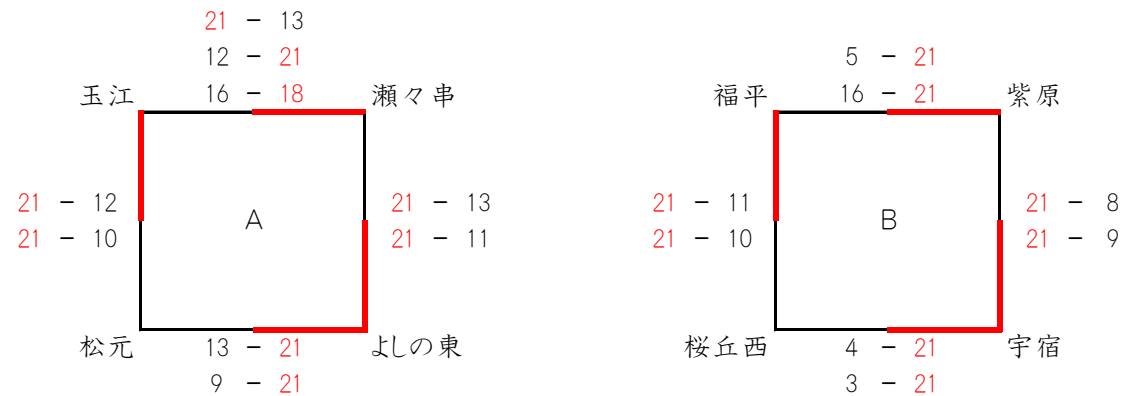 21 － 13
12 － 21
16 － 18
玉江
瀬々串
21 － 12
21 － 10
A
21 － 13
21 － 11
松元
13 － 21
9 － 21
よしの東
5 － 21
16 － 21
福平
紫原
21 － 11
21 － 10
B
21 － 8
21 － 9
桜丘西
4 － 21
3 － 21
宇宿